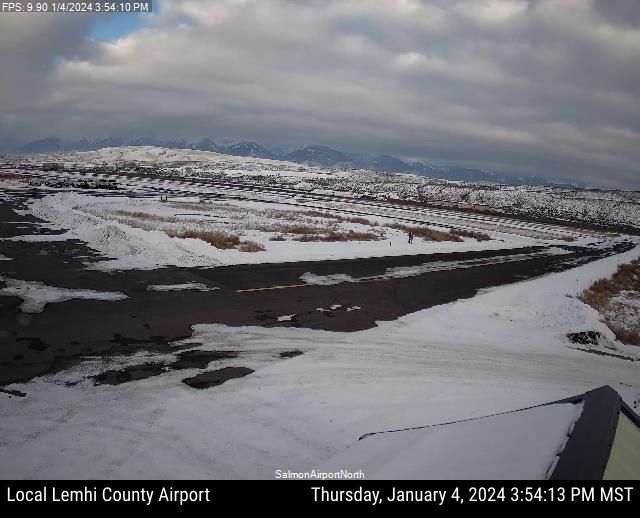 FPS: 9.90 1/4/2024 3:54:10 PM
SalmonAirportNorth
Local Lemhi County Airport Thursday, January 4, 2024 3:54:13 PM MST